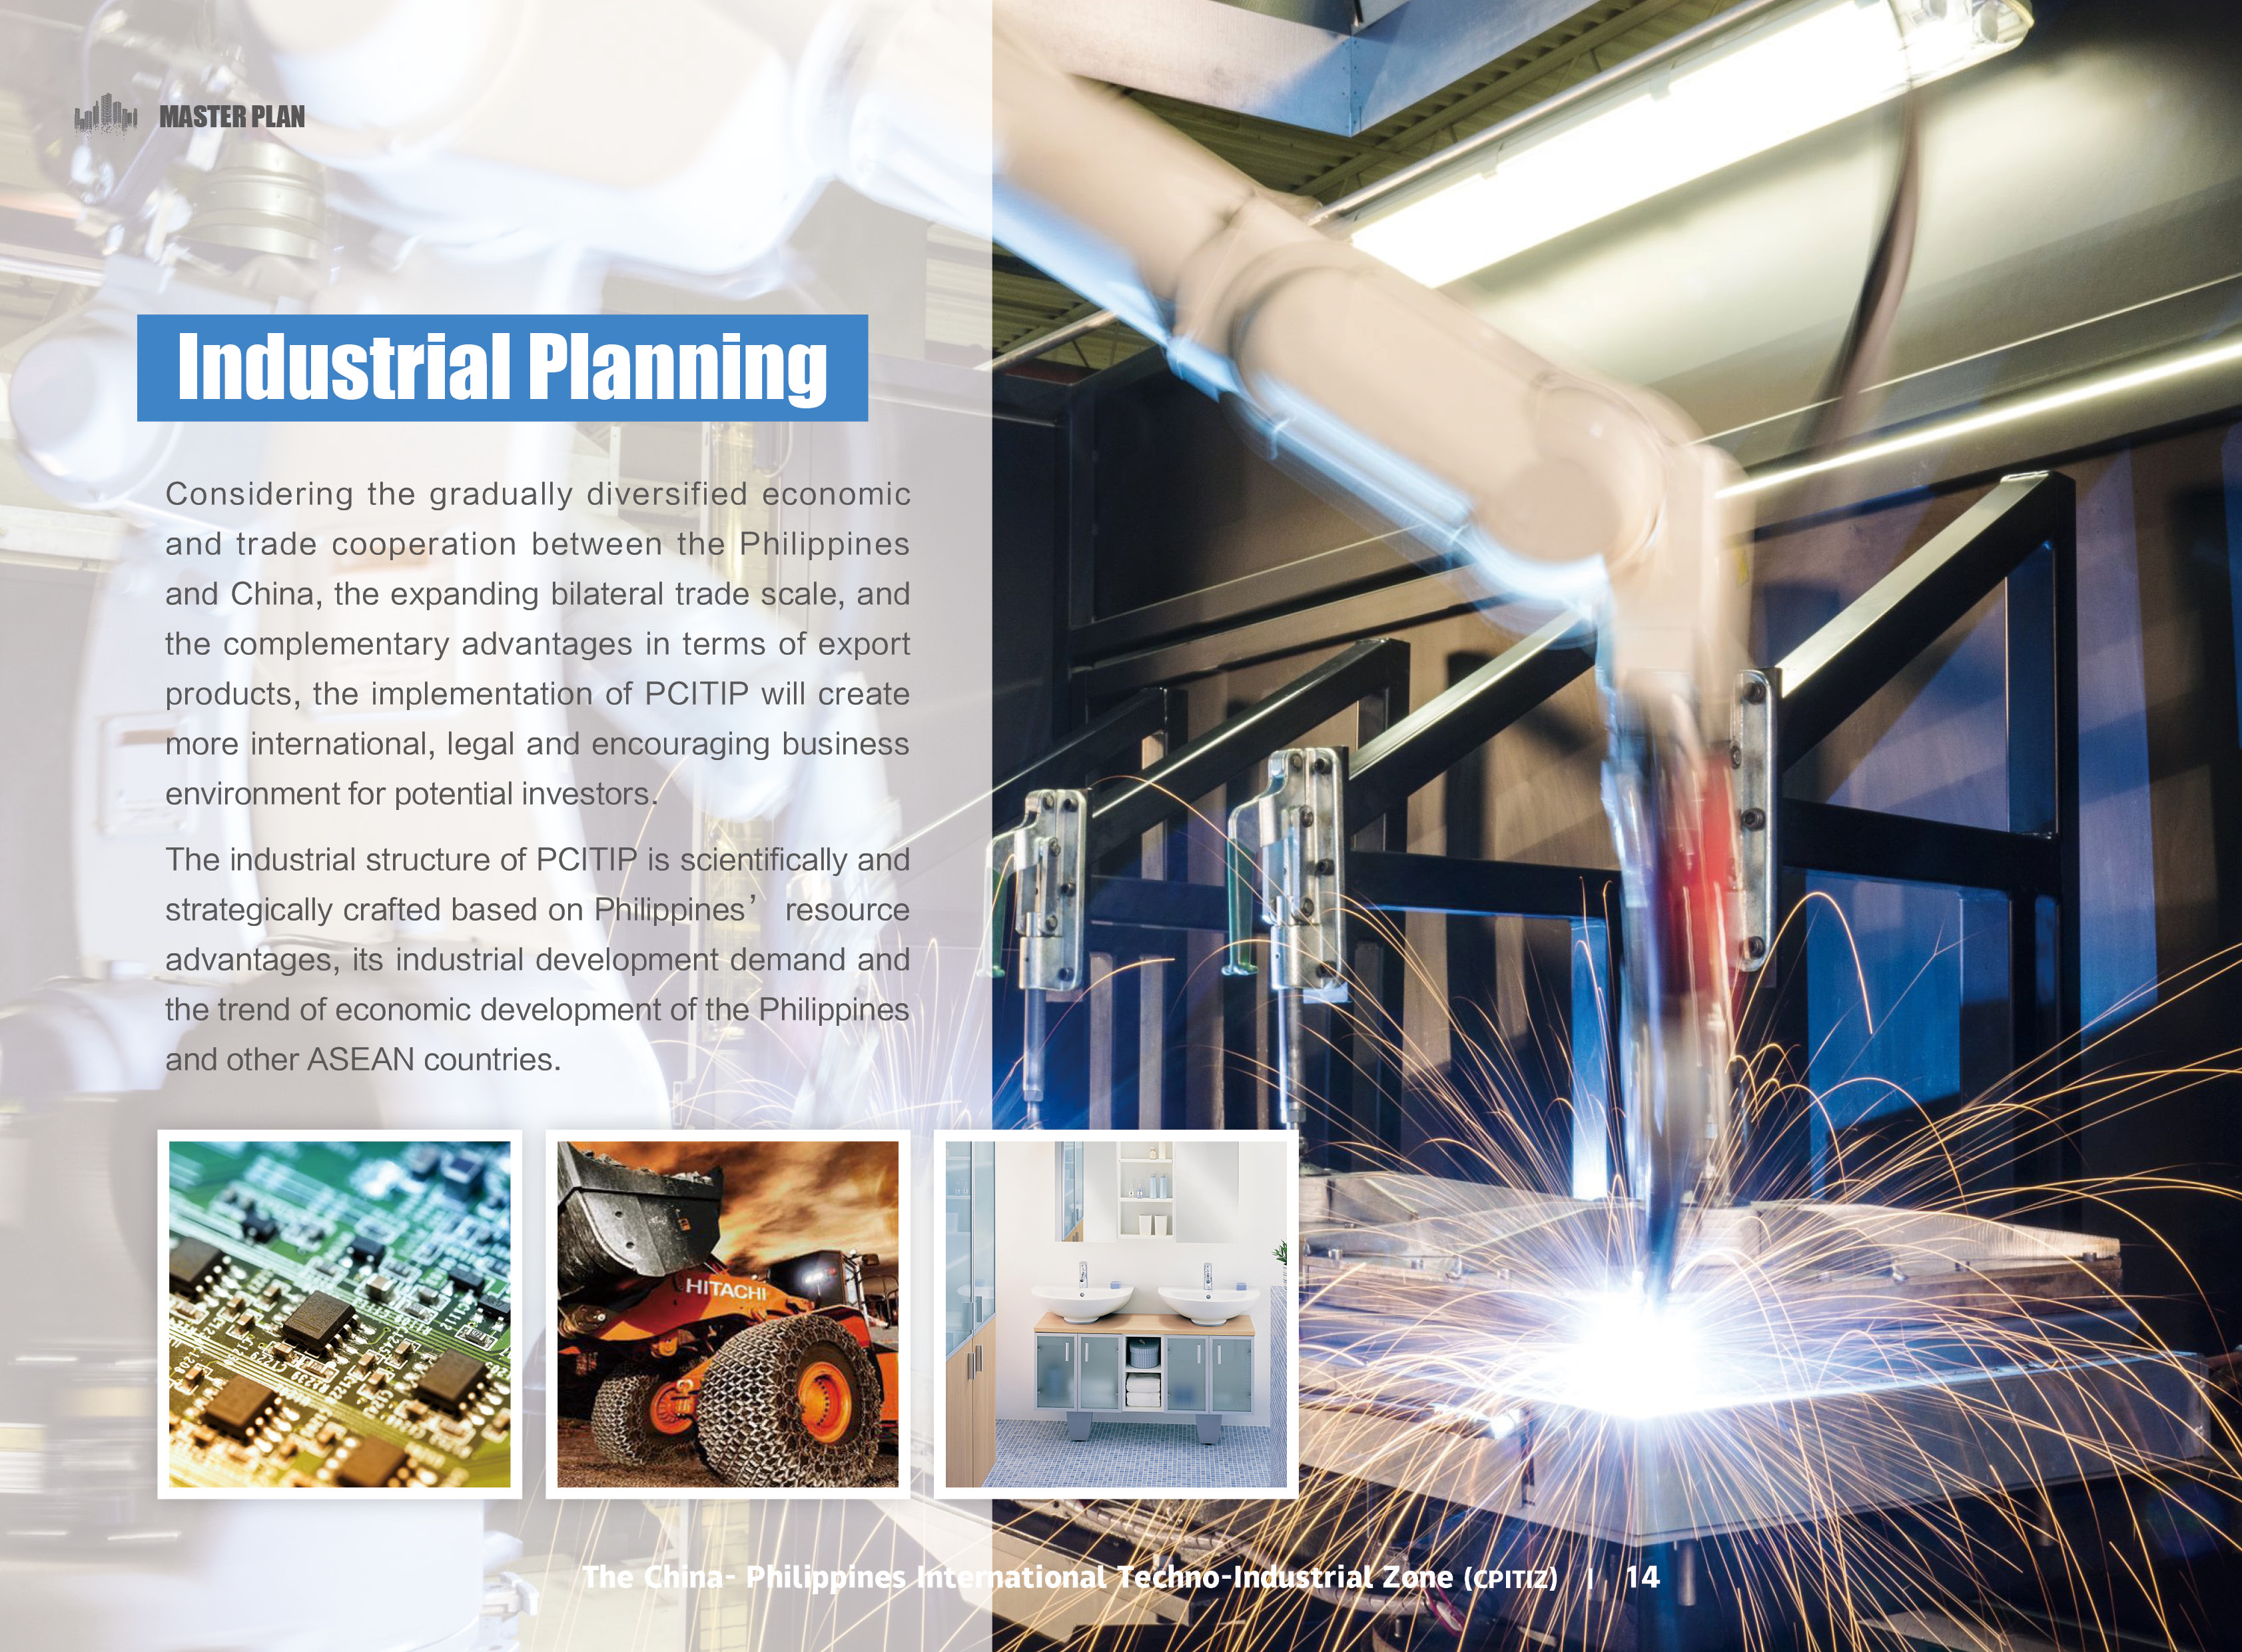 MASTER PLAN
Industrial Planning
Considering the gradually diversified economic
and trade cooperation between the Philippines
and China, the expanding bilateral trade scale, and
the complementary advantages in terms of export
products, the implementation of PCITIP will create
more international, legal and encouraging business
environment for potential investors.
The industrial structure of PCITIP is scientifically and
strategically crafted based on Philippines’ resource
advantages, its industrial development demand and
the trend of economic development of the Philippines
and other ASEAN countries.
HITACHI
The China- Philippines International Techno-Industrial Zone (CPITIZ) | 14